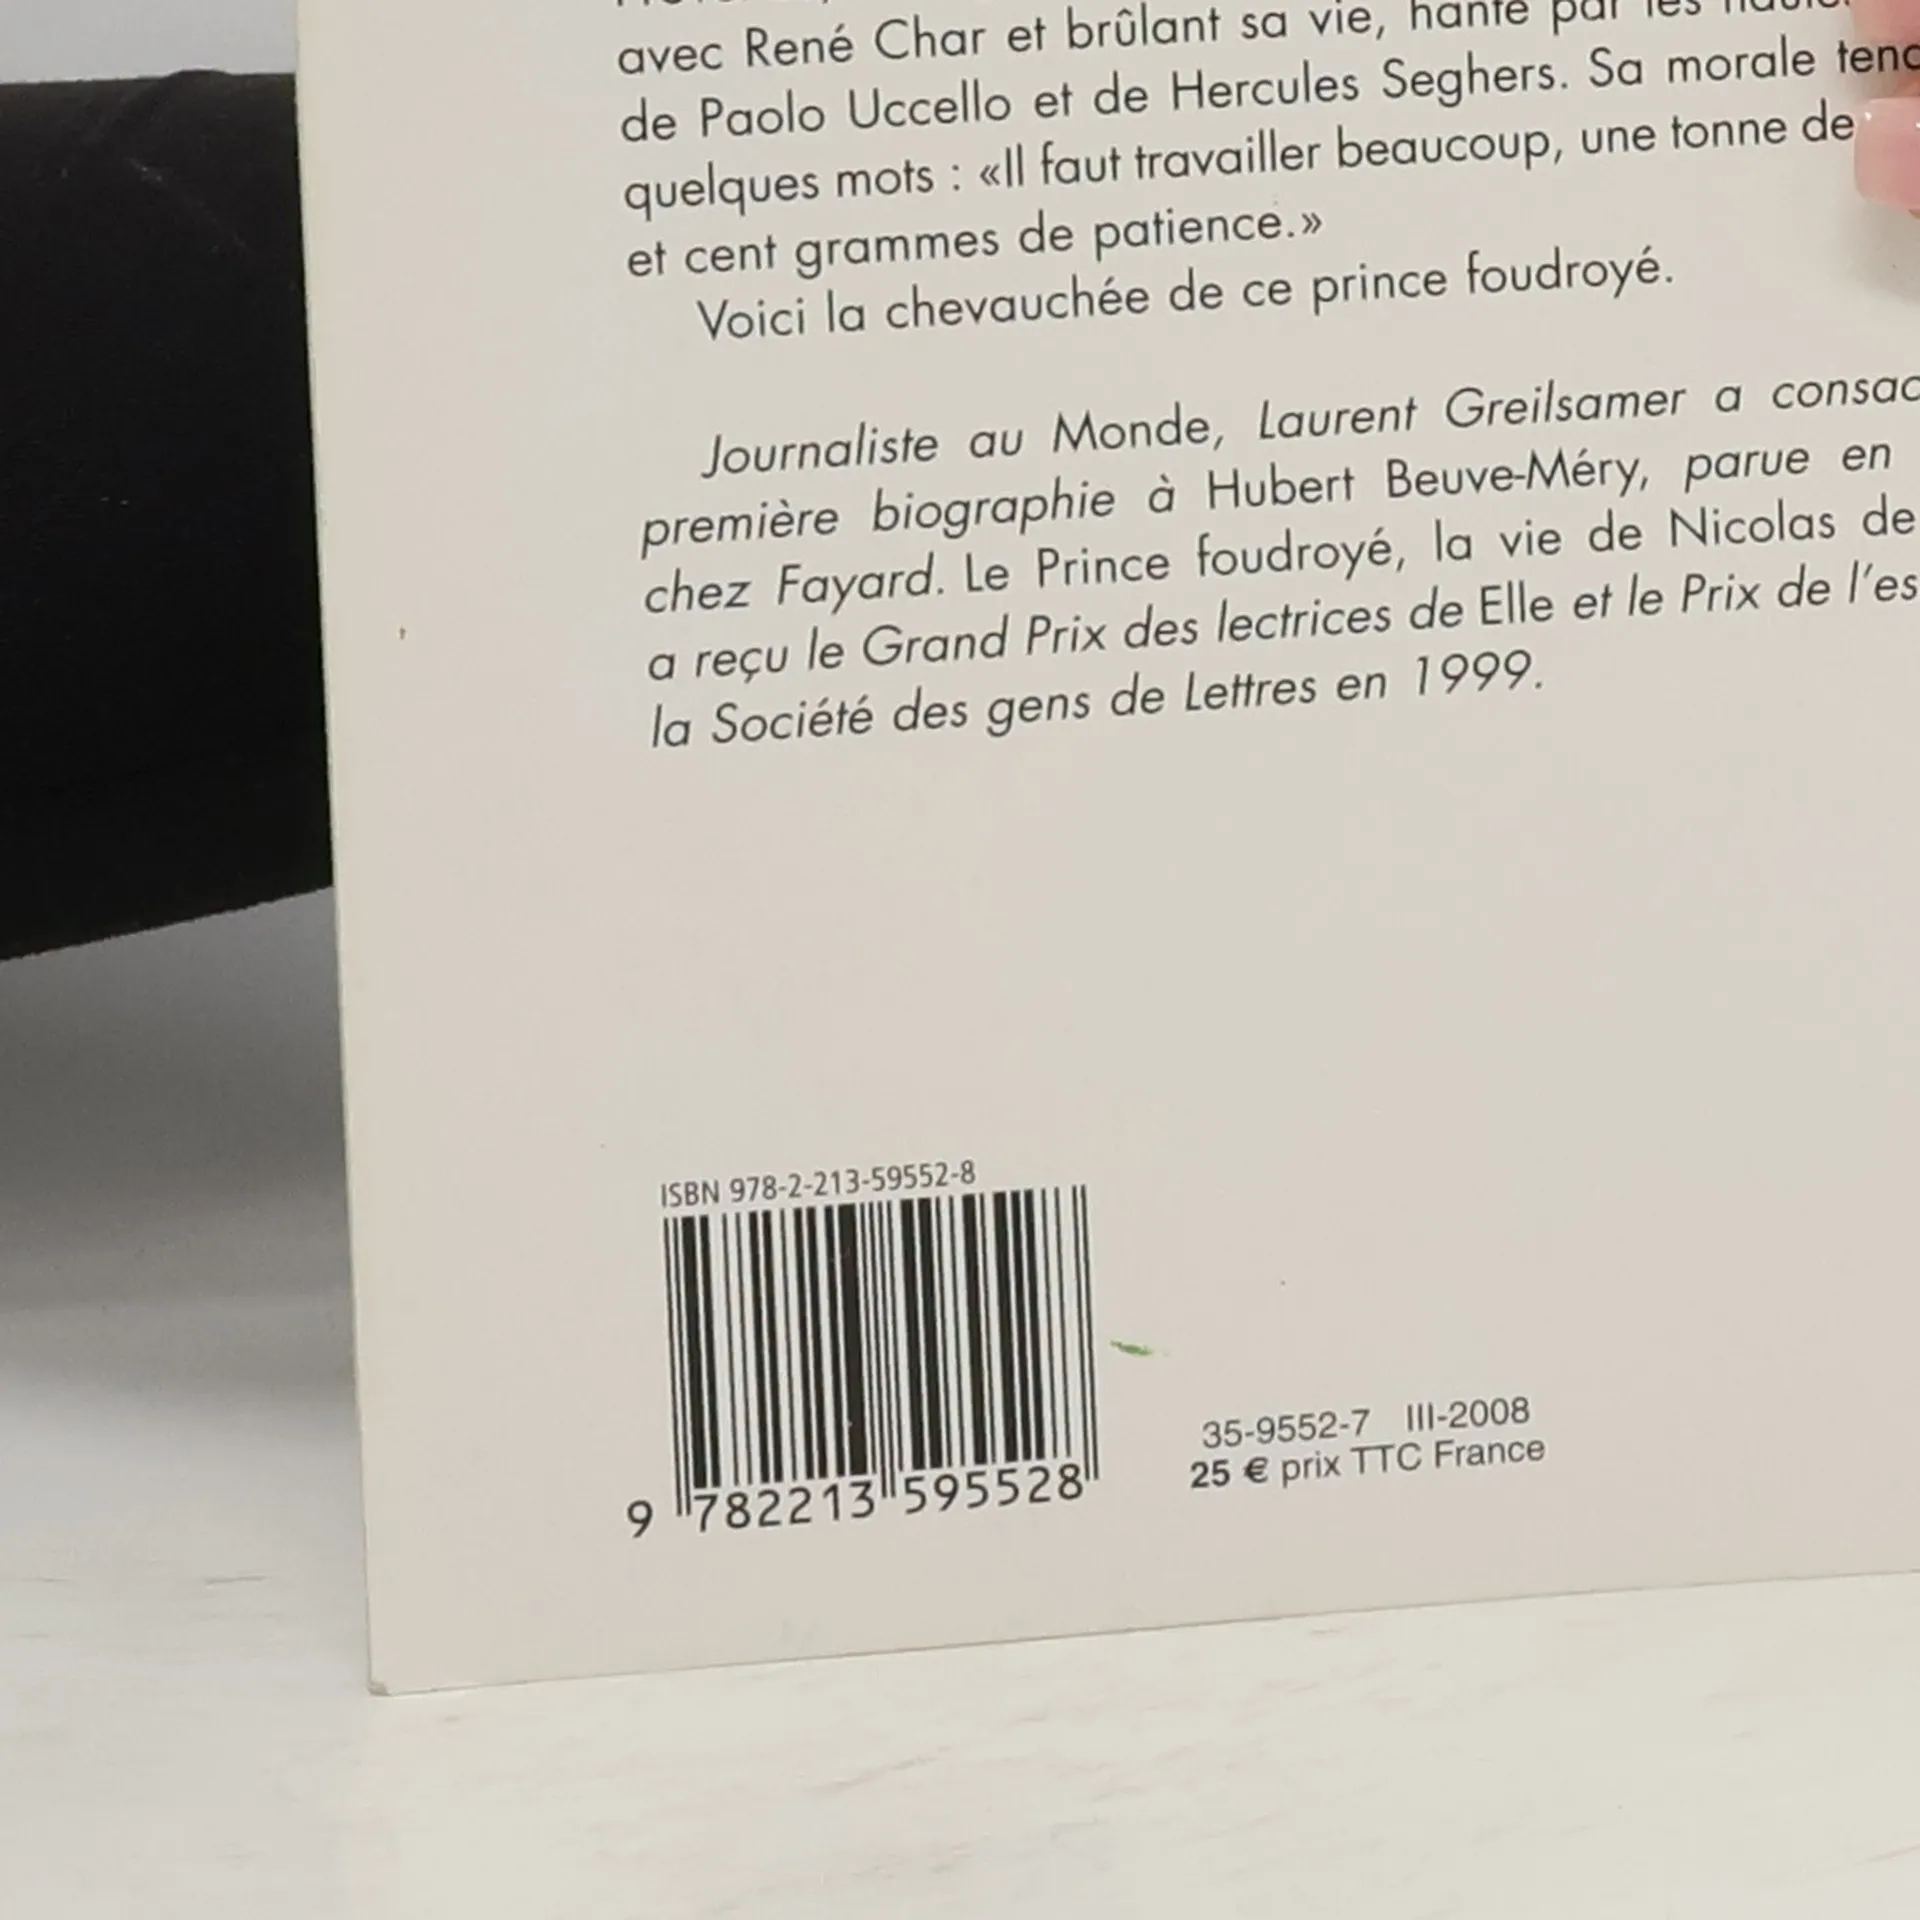 avec René Char et brûlant sa vie, hanté par les
de Paolo Uccello et de Hercules Seghers. Sa morale
quelques mots : «Il faut travailler beaucoup, une tonne de
et cent grammes de patience.»
Voici la chevauchée de ce prince foudroyé.
Journaliste au Monde, Laurent Greilsamer a
première biographie à Hubert Beuve-Méry, parue en
chez Fayard. Le Prince foudroyé, la vie de Nicolas de
a reçu le Grand Prix des lectrices de Elle et le Prix de
la Société des gens de Lettres en 1999.
ISBN 978-2-213-59552-8
9 782213 595528
35-9552-7 III-2008
25 € prix TTC France